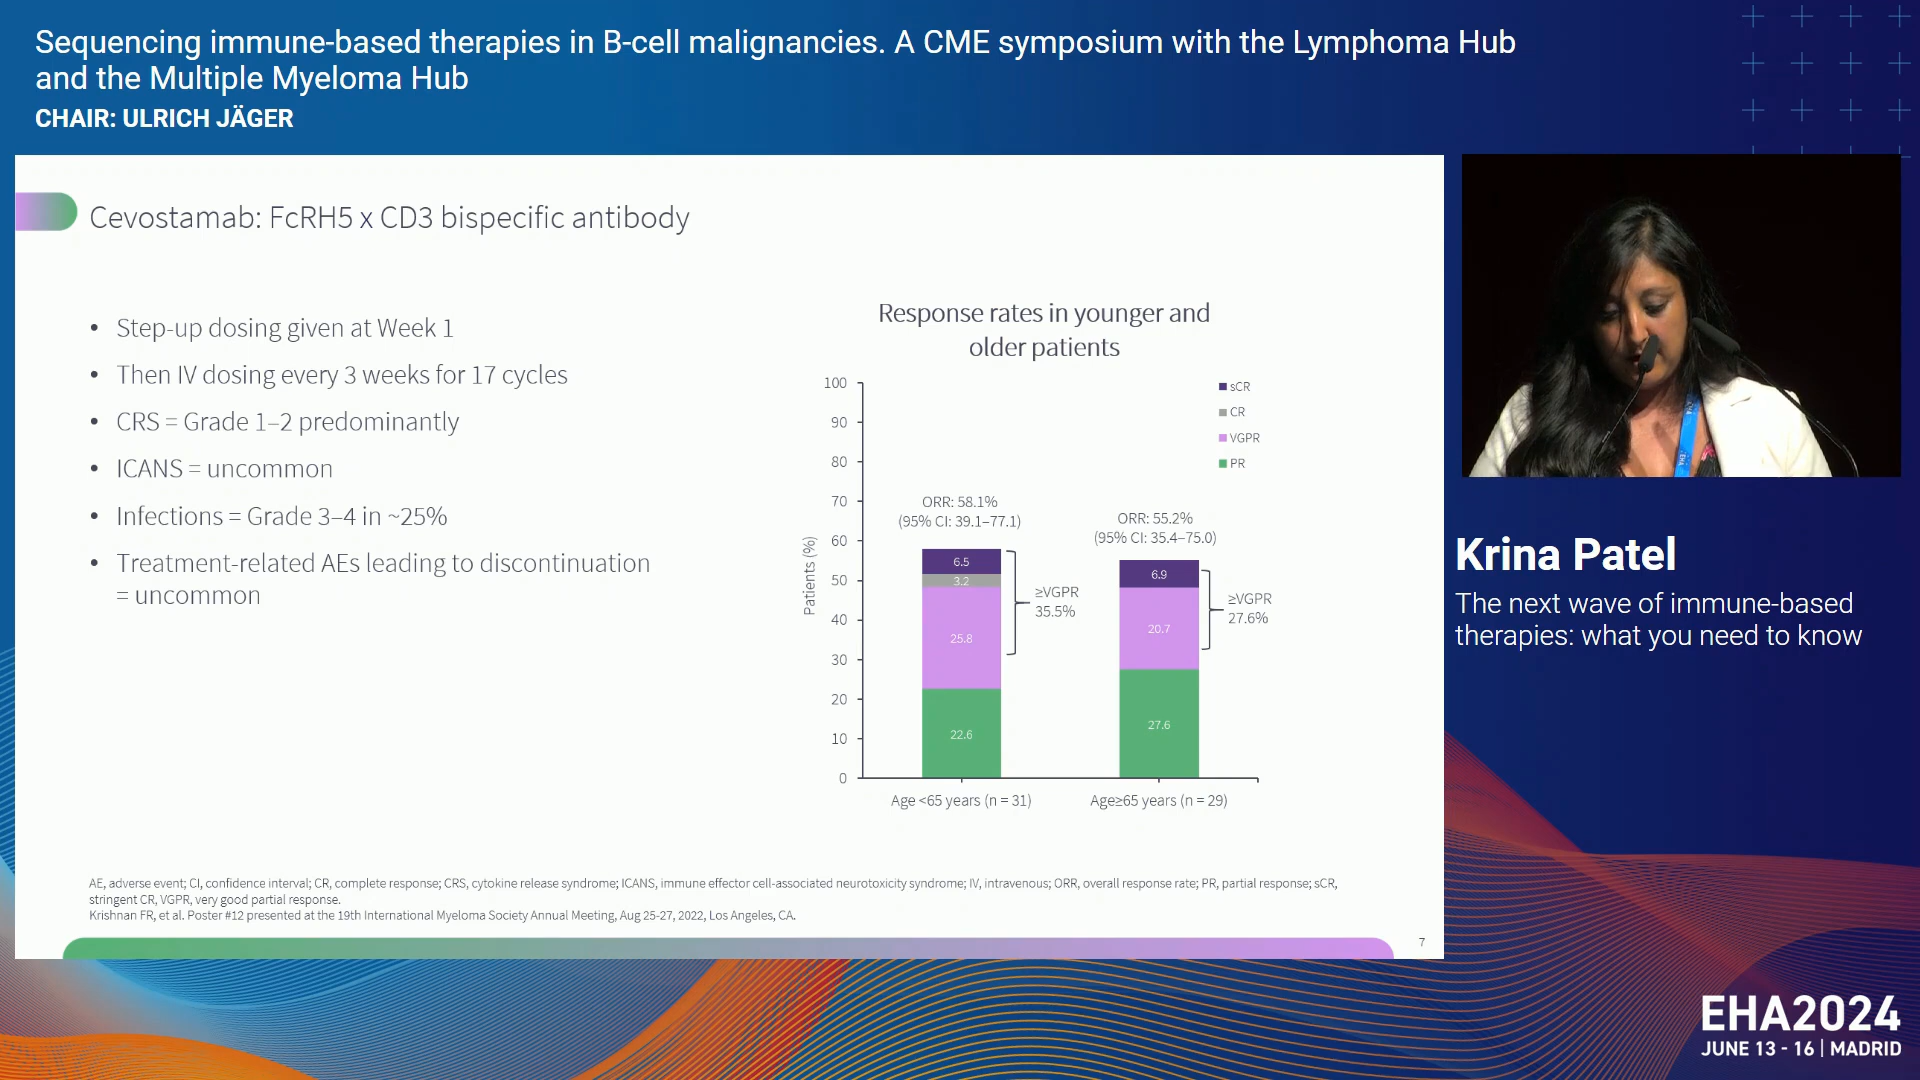 Sequencing immune-based therapies in B-cell malignancies. A CME symposium with the Lymphoma Hub
and the Multiple Myeloma Hub
CHAIR: ULRICH JÄGER
Cevostamab: FcRH5 x CD3 bispecific antibody
• Step-up dosing given at Week 1
• Then IV dosing every 3 weeks for 17 cycles
• CRS = Grade 1–2 predominantly
• ICANS = uncommon
• Infections = Grade 3–4 in ~25%
• Treatment-related AEs leading to discontinuation
= uncommon
Response rates in younger and
older patients
Patients (%)
100
90
80
70
60
50
40
30
20
10
0
sCR
CR
VGPR
PR
ORR: 58.1%
(95% CI: 39.1–77.1)
6.5
3.2
25.8
22.6
≥VGPR
35.5%
ORR: 55.2%
(95% CI: 35.4–75.0)
6.9
20.7
27.6
≥VGPR
27.6%
Age <65 years (n = 31)
Age≥65 years (n = 29)
AE, adverse event; CI, confidence interval; CR, complete response; CRS, cytokine release syndrome; ICANS, immune effector cell-associated neurotoxicity syndrome; IV, intravenous; ORR, overall response rate; PR, partial response; sCR,
stringent CR, VGPR, very good partial response.
Krishnan FR, et al. Poster #12 presented at the 19th International Myeloma Society Annual Meeting, Aug 25-27, 2022, Los Angeles, CA.
7
Krina Patel
The next wave of immune-based
therapies: what you need to know
EHA2024
JUNE 13 - 16 | MADRID